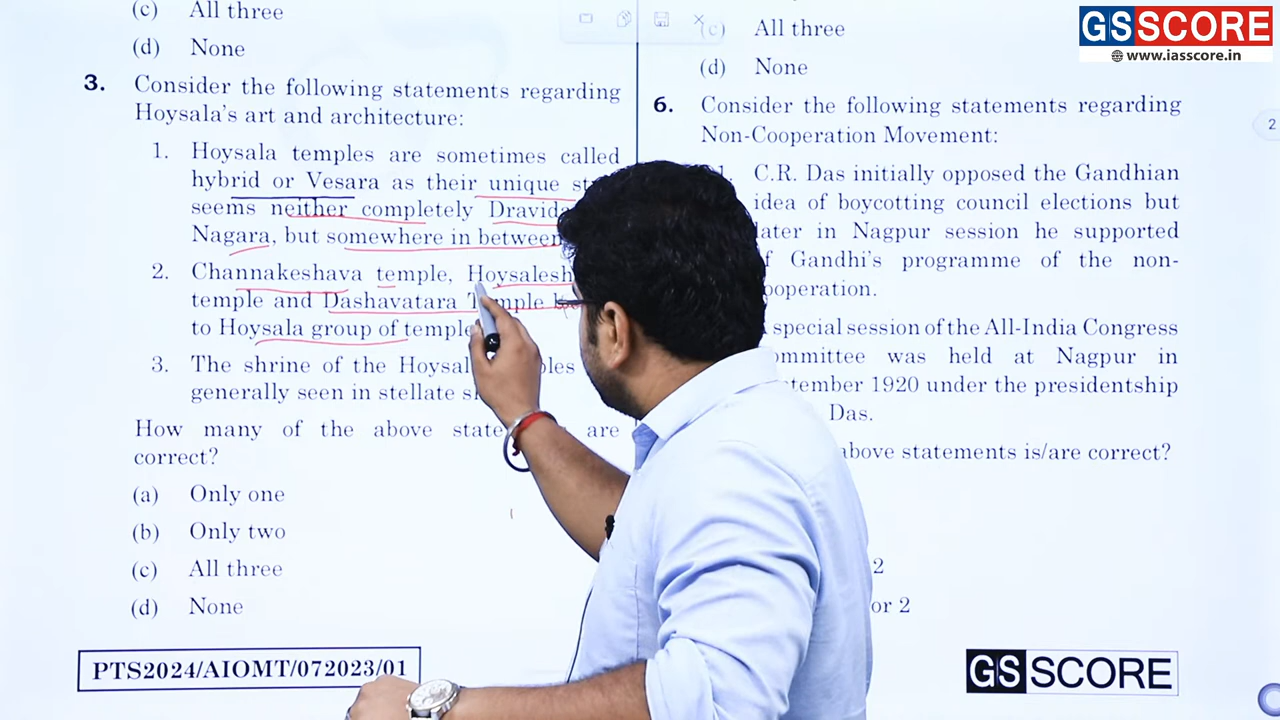 (c) All three
(d) None
3. Consider the following statements regarding
Hoysala's art and architecture:
1. Hoysala temples are sometimes called
hybrid or Vesara as their unique
seems neither completely
Nagara, but somewhere in between
2. Channakeshava temple,
temple and Dashavatara Temple
to Hoysala group of
3. The shrine of the
generally seen in stellate
How many of the above are
correct?
(a) Only one
(b) Only two
(c) All three
(d) None
PTS2024/AIOMT/072023/01
(c) All three
(d) None
6. Consider the following statements regarding
Non-Cooperation Movement:
C.R. Das initially opposed the Gandhian
idea of boycotting council elections but
later in Nagpur session he supported
Gandhi's programme of the non-
special session of the All-India Congress
was held at Nagpur in
1920 under the presidentship
Das.
above statements is/are correct?
2
or 2
GS SCORE
GS SCORE
www.iasscore.in
2